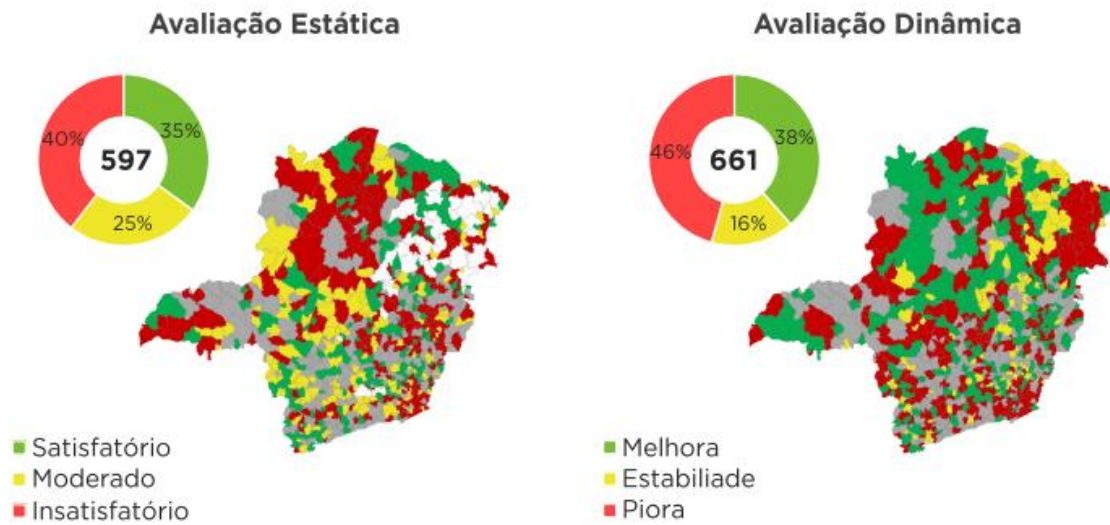 Avaliação Estática
40%
35%
597
25%
Satisfatório
Moderado
Insatisfatório
Avaliação Dinâmica
46%
38%
661
16%
Melhora
Estabiliade
Piora